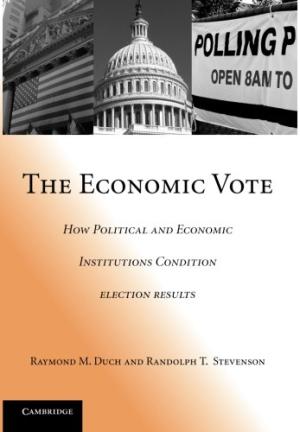 POLLING P
OPEN 8AM TO
THE ECONOMIC VOTE
HOW POLITICAL AND ECONOMIC
INSTITUTIONS CONDITION
ELECTION RESULTS
RAYMOND M. DUCH AND RANDOLPH T. STEVENSON
CAMBRIDGE